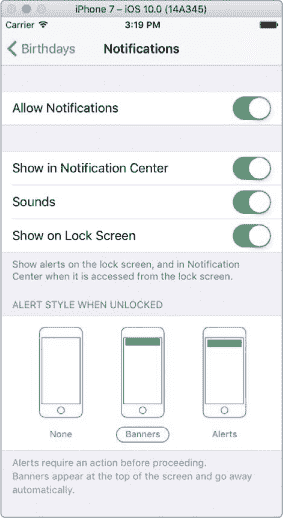 iPhone 7 – iOS 10.0 (14A345)
Carrier 3:19 PM
Birthdays Notifications
Allow Notifications
Show in Notification Center
Sounds
Show on Lock Screen
Show alerts on the lock screen, and in Notification
Center when it is accessed from the lock screen.
ALERT STYLE WHEN UNLOCKED
None Banners Alerts
Alerts require an action before proceeding.
Banners appear at the top of the screen and go away
automatically.